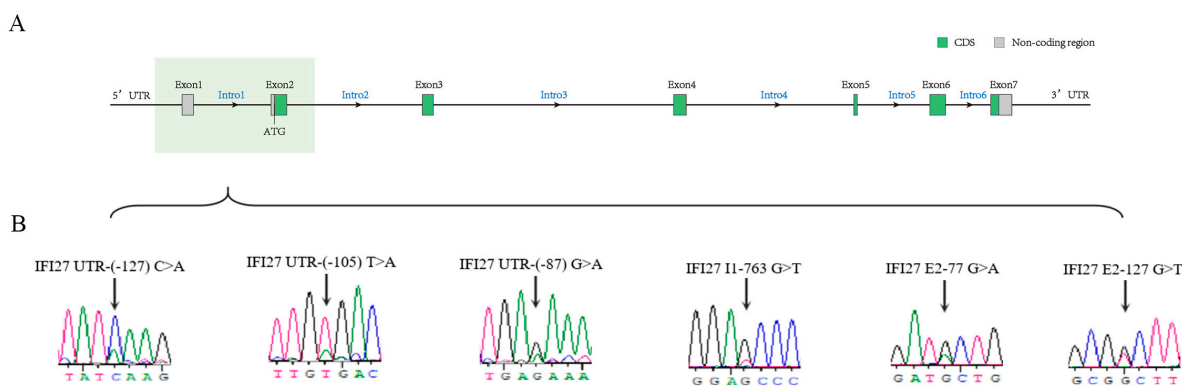 A
CDS
Non-coding region
5' UTR
Exon1
Intro1
Exon2
ATG
Intro2
Exon3
Intro3
Exon4
Intro4
Exon5
Intro5
Exon6
Intro6
Exon7
3' UTR
B
IFI27 UTR-(-127) C>A
IFI27 UTR-(-105) T>A
IFI27 UTR-(-87) G>A
IFI27 I1-763 G>T
IFI27 E2-77 G>A
IFI27 E2-127 G>T
TATCAAG
TTGTGAC
TGAGAAA
GGAGCCC
GATGCTG
GCGGCTT